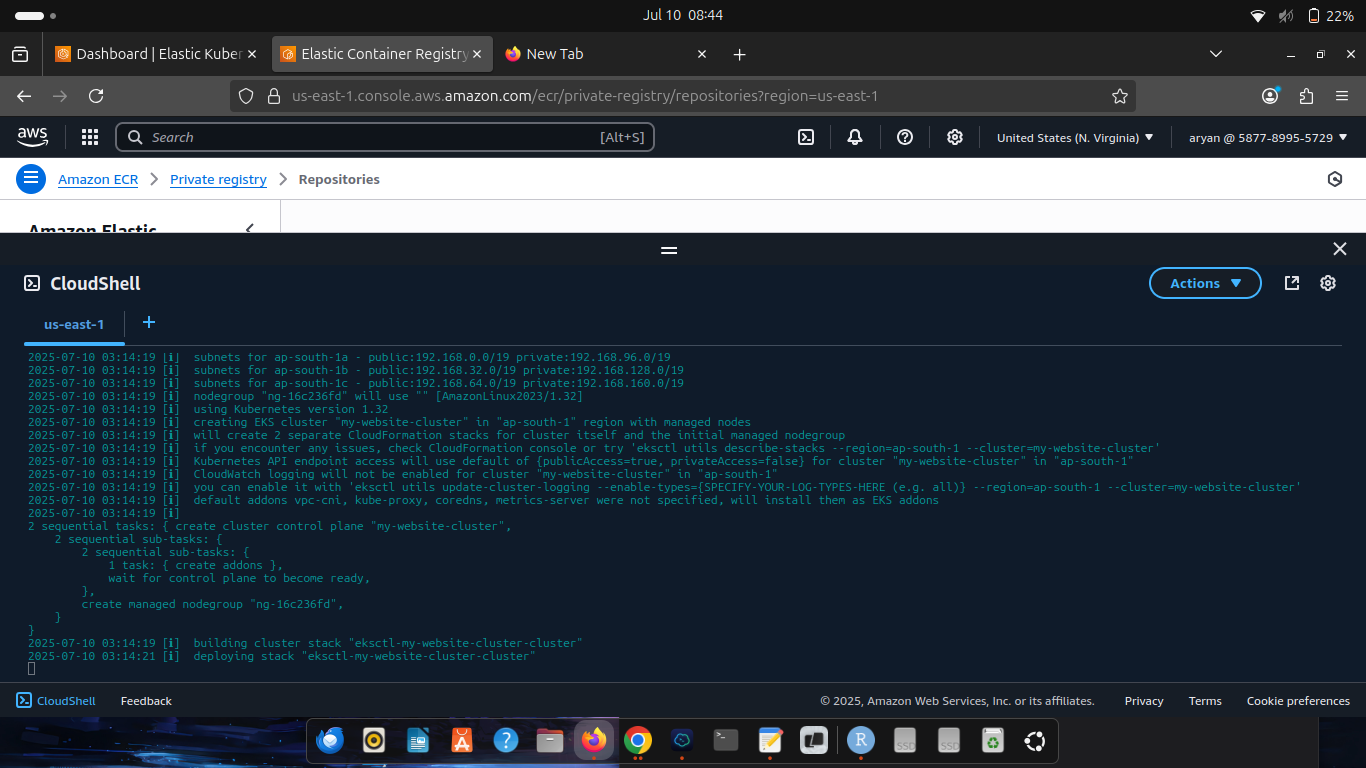 Jul 10 08:44
22%
Dashboard | Elastic Kuber
Elastic Container Registry
New Tab
us-east-1.console.aws.amazon.com/ecr/private-registry/repositories?region=us-east-1
aws
Search
[Alt+S]
United States (N. Virginia)
aryan @ 5877-8995-5729
Amazon ECR
Private registry
Repositories
Amazon Elastic
CloudShell
Actions
us-east-1
2025-07-10 03:14:19 [ℹ]  subnets for ap-south-1a - public:192.168.0.0/19 private:192.168.96.0/19
2025-07-10 03:14:19 [ℹ]  subnets for ap-south-1b - public:192.168.32.0/19 private:192.168.128.0/19
2025-07-10 03:14:19 [ℹ]  subnets for ap-south-1c - public:192.168.64.0/19 private:192.168.160.0/19
2025-07-10 03:14:19 [ℹ]  nodegroup "ng-16c236fd" will use "" [AmazonLinux2023/1.32]
2025-07-10 03:14:19 [ℹ]  using Kubernetes version 1.32
2025-07-10 03:14:19 [ℹ]  creating EKS cluster "my-website-cluster" in "ap-south-1" region with managed nodes
2025-07-10 03:14:19 [ℹ]  will create 2 separate CloudFormation stacks for cluster itself and the initial managed nodegroup
2025-07-10 03:14:19 [ℹ]  if you encounter any issues, check CloudFormation console or try 'eksctl utils describe-stacks --region=ap-south-1 --cluster=my-website-cluster'
2025-07-10 03:14:19 [ℹ]  Kubernetes API endpoint access will use default of {publicAccess=true, privateAccess=false} for cluster "my-website-cluster" in "ap-south-1"
2025-07-10 03:14:19 [ℹ]  CloudWatch logging will not be enabled for cluster "my-website-cluster" in "ap-south-1"
2025-07-10 03:14:19 [ℹ]  you can enable it with 'eksctl utils update-cluster-logging --enable-types={SPECIFY-YOUR-LOG-TYPES-HERE (e.g. all)} --region=ap-south-1 --cluster=my-website-cluster'
2025-07-10 03:14:19 [ℹ]  default addons vpc-cni, kube-proxy, coredns, metrics-server were not specified, will install them as EKS addons
2025-07-10 03:14:19 [ℹ]
2 sequential tasks: { create cluster control plane "my-website-cluster",
    2 sequential sub-tasks: {
        2 sequential sub-tasks: {
            1 task: { create addons },
            wait for control plane to become ready,
        },
        create managed nodegroup "ng-16c236fd",
    }
}
2025-07-10 03:14:19 [ℹ]  building cluster stack "eksctl-my-website-cluster-cluster"
2025-07-10 03:14:21 [ℹ]  deploying stack "eksctl-my-website-cluster-cluster"
CloudShell
Feedback
© 2025, Amazon Web Services, Inc. or its affiliates.
Privacy
Terms
Cookie preferences
R
SSD
SSD